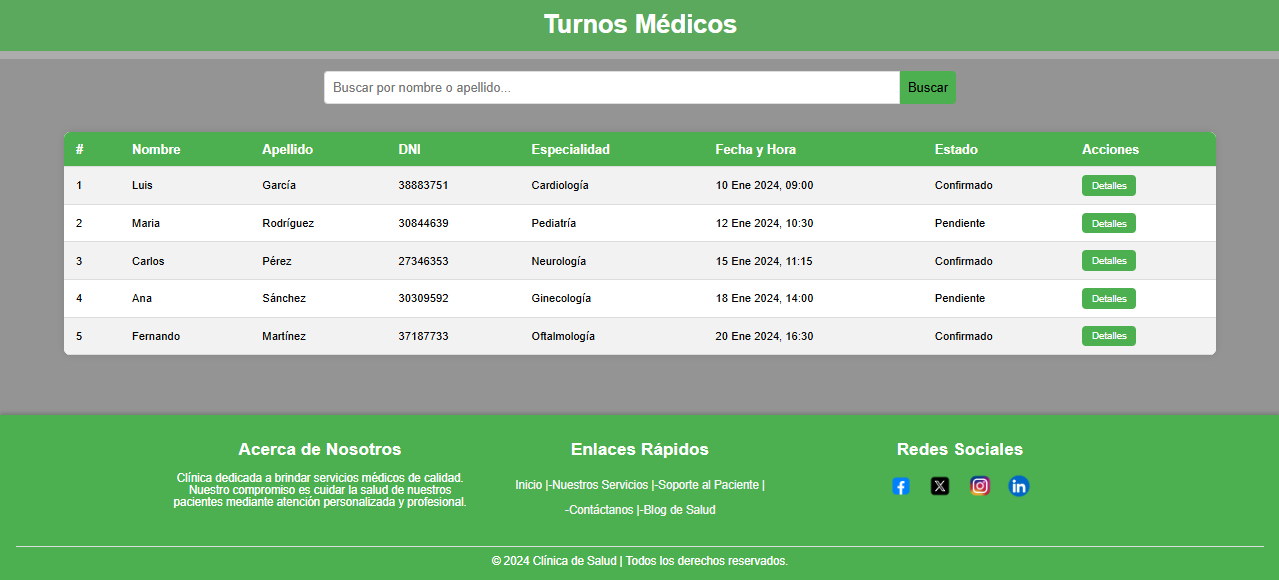 Turnos Médicos
Buscar por nombre o apellido... Buscar
# Nombre Apellido DNI Especialidad Fecha y Hora Estado Acciones
1 Luis García 38883751 Cardiología 10 Ene 2024, 09:00 Confirmado Detalles
2 Maria Rodríguez 30844639 Pediatría 12 Ene 2024, 10:30 Pendiente Detalles
3 Carlos Pérez 27346353 Neurología 15 Ene 2024, 11:15 Confirmado Detalles
4 Ana Sánchez 30309592 Ginecología 18 Ene 2024, 14:00 Pendiente Detalles
5 Fernando Martínez 37187733 Oftalmología 20 Ene 2024, 16:30 Confirmado Detalles
Acerca de Nosotros
Clínica dedicada a brindar servicios médicos de calidad.
Nuestro compromiso es cuidar la salud de nuestros
pacientes mediante atención personalizada y profesional.
Enlaces Rápidos
Inicio |-Nuestros Servicios |-Soporte al Paciente |
-Contáctanos |-Blog de Salud
Redes Sociales
© 2024 Clínica de Salud | Todos los derechos reservados.